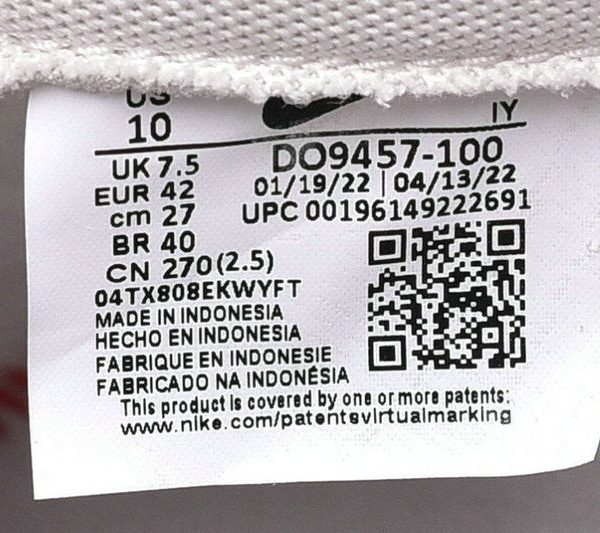 US
10
IY
UK 7.5
EUR 42
cm 27
BR 40
CN 270(2.5)
DO9457-100
01/19/22 | 04/13/22
UPC 00196149222691
04TX808EKWYFT
MADE IN INDONESIA
HECHO EN INDONESIA
FABRIQUE EN INDONESIE
FABRICADO NA INDONÉSIA
This product is covered by one or more patents:
www.nike.com/patentsvirtualmarking